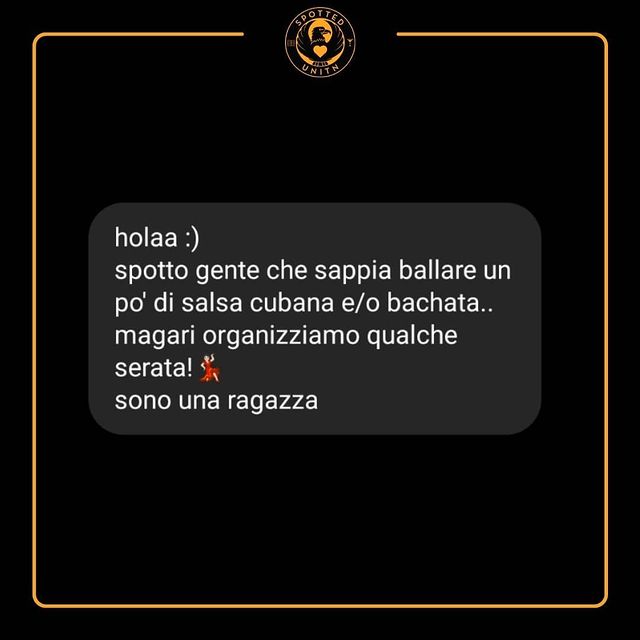 SPOTTED
UNITN
holaa :)
spotto gente che sappia ballare un
po' di salsa cubana e/o bachata..
magari organizziamo qualche
serata!💃
sono una ragazza